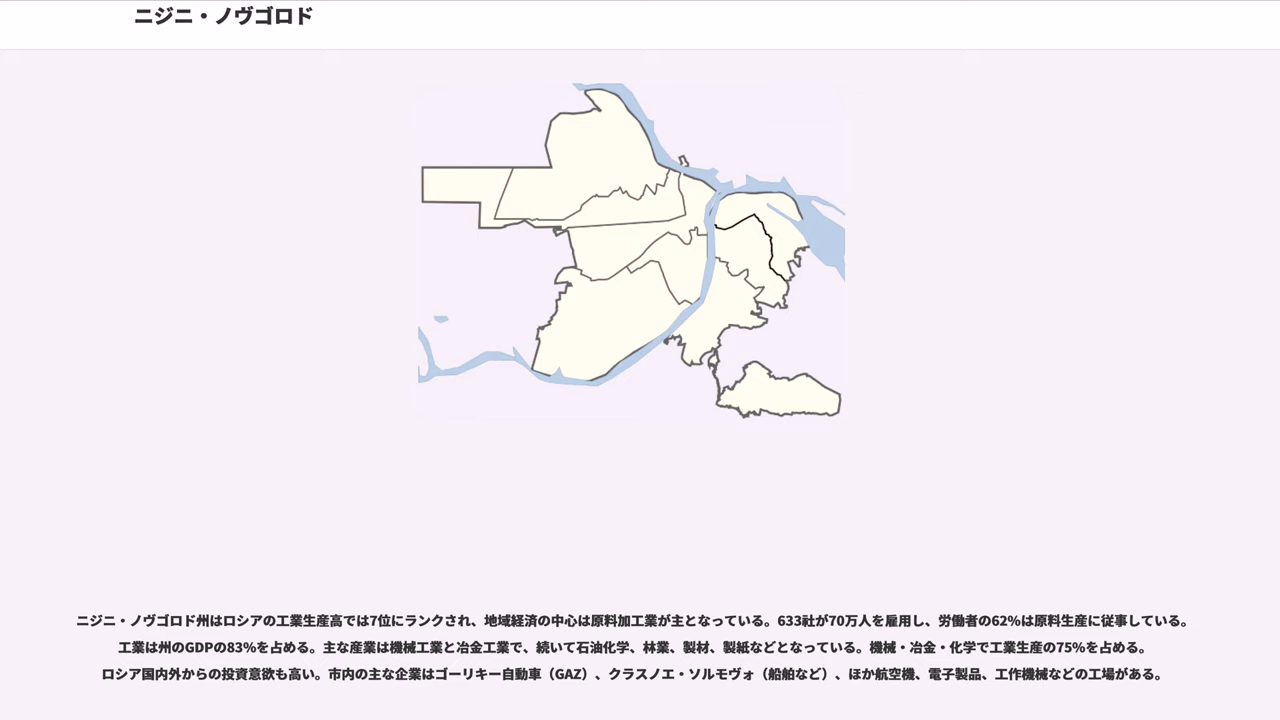 ニジニ・ノヴゴロド
ニジニ・ノヴゴロド州はロシアの工業生産高では7位にランクされ、地域経済の中心は原料加工業が主となっている。633社が70万人を雇用し、労働者の62%は原料生産に従事している。
工業は州のGDPの83%を占める。主な産業は機械工業と冶金工業で、続いて石油化学、林業、製材、製紙などとなっている。機械・冶金・化学で工業生産の75%を占める。
ロシア国内外からの投資意欲も高い。市内の主な企業はゴーリキー自動車（GAZ）、クラスノエ・ソルモヴォ（船舶など）、ほか航空機、電子製品、工作機械などの工場がある。